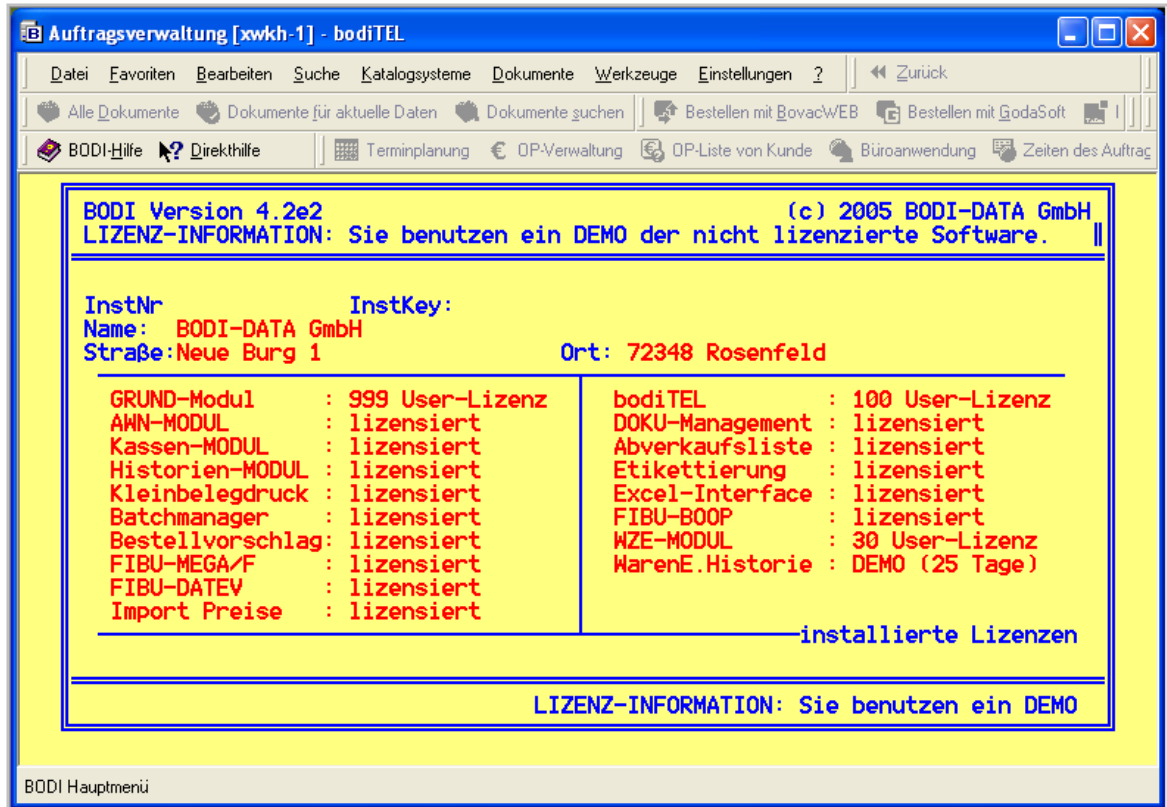 Auftragsverwaltung [xwkh-1] - bodiTEL
Datei Favoriten Bearbeiten Suche Katalogsysteme Dokumente Werkzeuge Einstellungen ? Zurück
Alle Dokumente Dokumente für aktuelle Daten Dokumente suchen Bestellen mit BovacWEB Bestellen mit GodaSoft
BODI-Hilfe Direkthilfe Terminplanung OP-Verwaltung OP-Liste von Kunde Büroanwendung Zeiten des Auftrag
BODI Version 4.2e2 (c) 2005 BODI-DATA GmbH
LIZENZ-INFORMATION: Sie benutzen ein DEMO der nicht lizenzierte Software.
InstNr InstKey:
Name: BODI-DATA GmbH
Straße:Neue Burg 1 Ort: 72348 Rosenfeld
GRUND-Modul : 999 User-Lizenz bodiTEL : 100 User-Lizenz
AWN-MODUL : lizensiert DOKU-Management : lizensiert
Kassen-MODUL : lizensiert Abverkaufsliste : lizensiert
Historien-MODUL : lizensiert Etikettierung : lizensiert
Kleinbelegdruck : lizensiert Excel-Interface : lizensiert
Batchmanager : lizensiert FIBU-BOOP : lizensiert
Bestellvorschlag: lizensiert WZE-MODUL : 30 User-Lizenz
FIBU-MEGA/F : lizensiert WarenE.Historie : DEMO (25 Tage)
FIBU-DATEV : lizensiert
Import Preise : lizensiert
installierte Lizenzen
LIZENZ-INFORMATION: Sie benutzen ein DEMO
BODI Hauptmenü